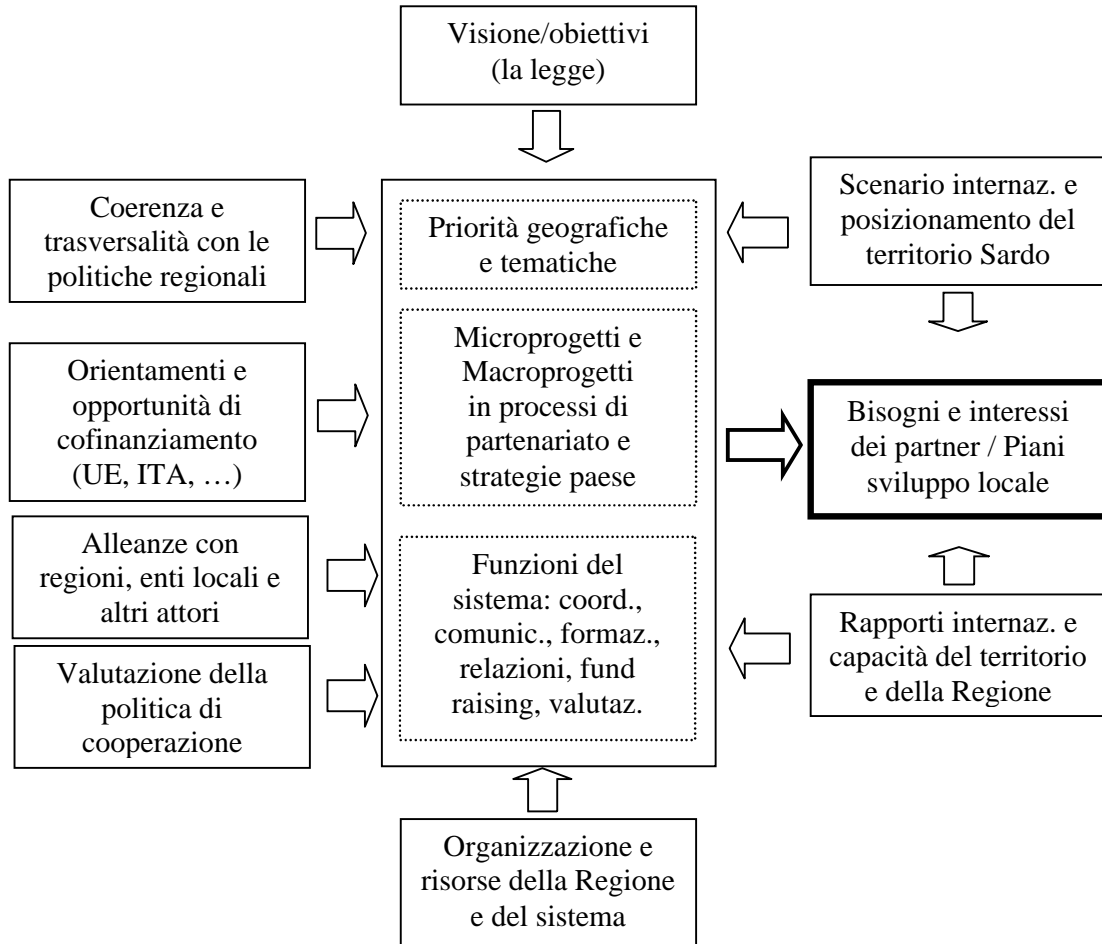 Visione/obiettivi
(la legge)
Coerenza e
trasversalità con le
politiche regionali
Orientamenti e
opportunità di
cofinanziamento
(UE, ITA, …)
Alleanze con
regioni, enti locali e
altri attori
Valutazione della
politica di
cooperazione
Priorità geografiche
e tematiche
Microprogetti e
Macroprogetti
in processi di
partenariato e
strategie paese
Funzioni del
sistema: coord.,
comunic., formaz.,
relazioni, fund
raising, valutaz.
Scenario internaz. e
posizionamento del
territorio Sardo
Bisogni e interessi
dei partner / Piani
sviluppo locale
Rapporti internaz. e
capacità del territorio
e della Regione
Organizzazione e
risorse della Regione
e del sistema